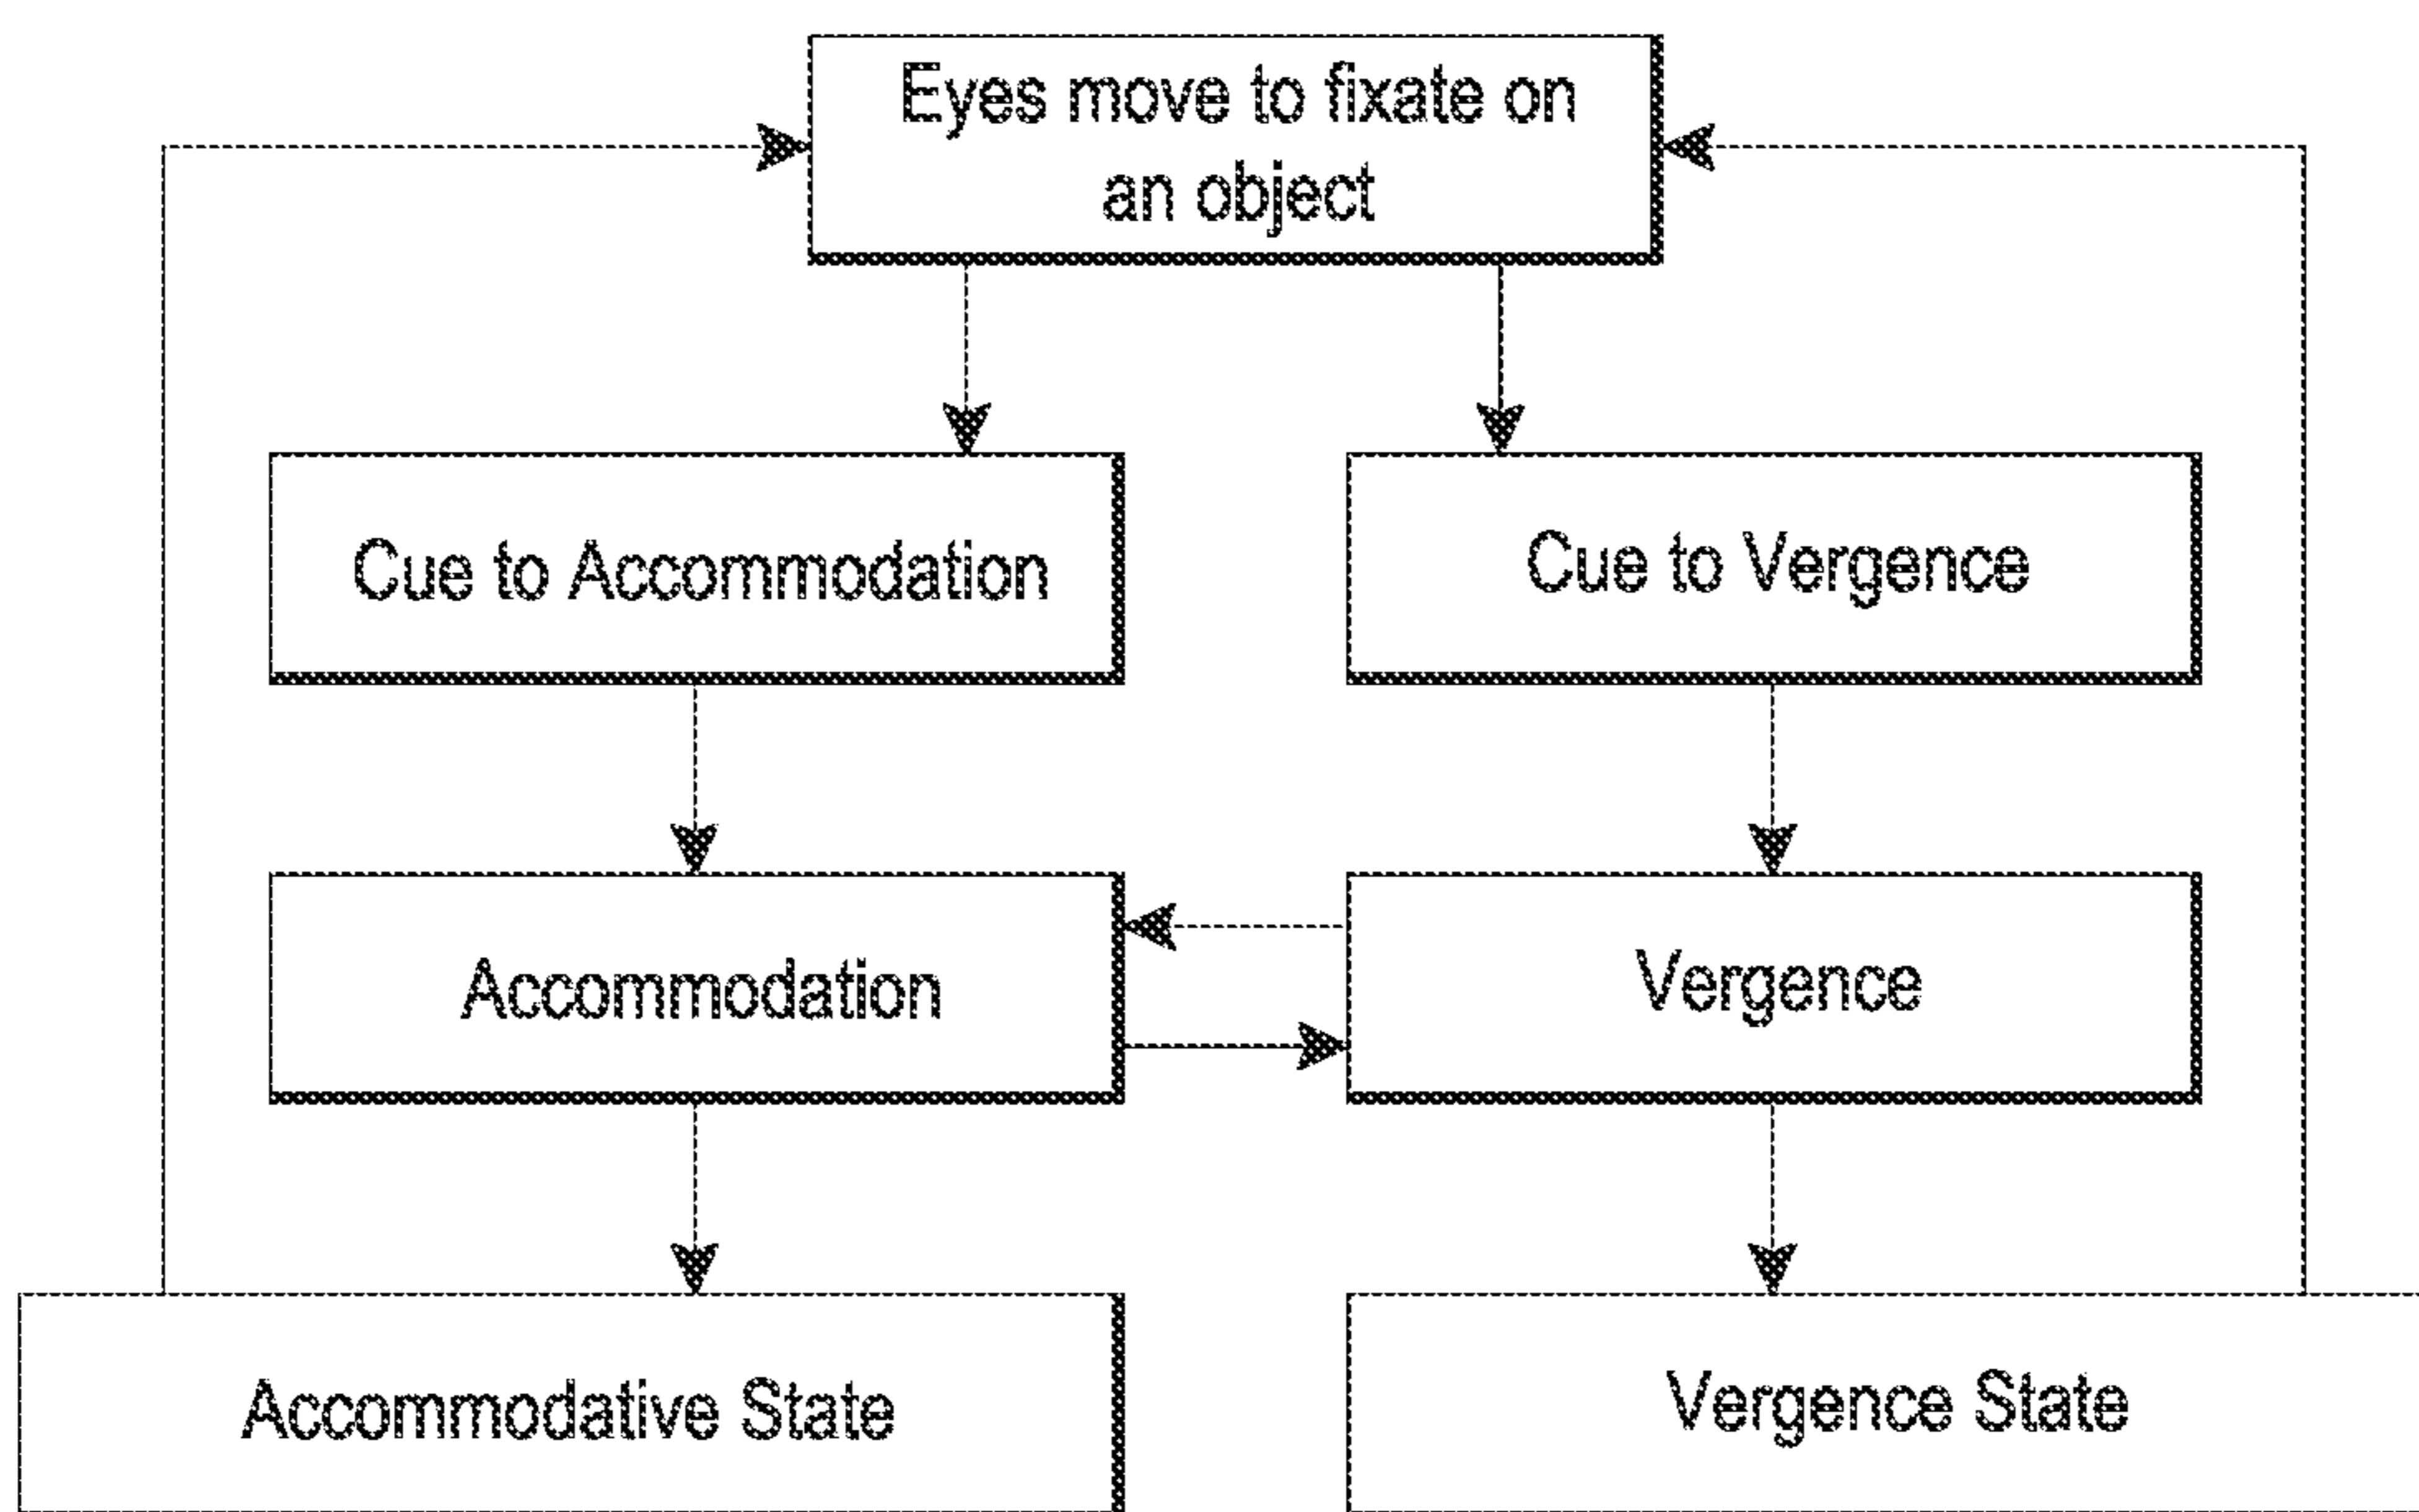 Eyes move to fixate on
an object
Cue to Accommodation
Cue to Vergence
Accommodation
Vergence
Accommodative State
Vergence State